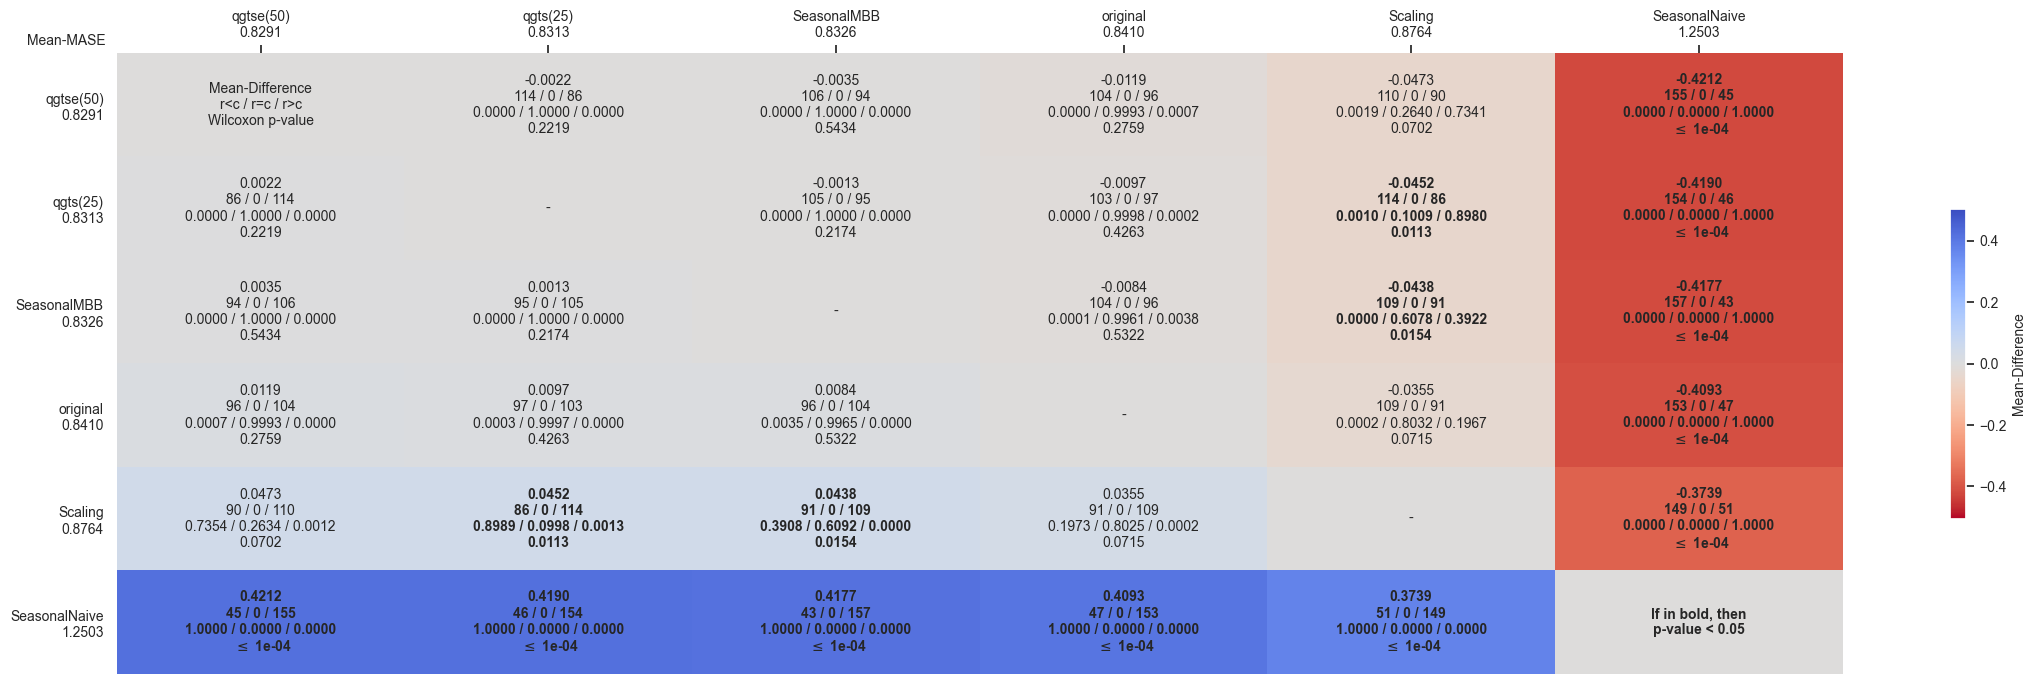 qgtse(50)
0.8291
qgts(25)
0.8313
SeasonalMBB
0.8326
original
0.8410
Scaling
0.8764
SeasonalNaive
1.2503
Mean-MASE
qgtse(50)
0.8291
Mean-Difference
r<c / r=c / r>c
Wilcoxon p-value
-0.0022
114 / 0 / 86
0.0000 / 1.0000 / 0.0000
0.2219
-0.0035
106 / 0 / 94
0.0000 / 1.0000 / 0.0000
0.5434
-0.0119
104 / 0 / 96
0.0000 / 0.9993 / 0.0007
0.2759
-0.0473
110 / 0 / 90
0.0019 / 0.2640 / 0.7341
0.0702
-0.4212
155 / 0 / 45
0.0000 / 0.0000 / 1.0000
≤ 1e-04
qgts(25)
0.8313
0.0022
86 / 0 / 114
0.0000 / 1.0000 / 0.0000
0.2219
-
-0.0013
105 / 0 / 95
0.0000 / 1.0000 / 0.0000
0.2174
-0.0097
103 / 0 / 97
0.0000 / 0.9998 / 0.0002
0.4263
-0.0452
114 / 0 / 86
0.0010 / 0.1009 / 0.8980
0.0113
-0.4190
154 / 0 / 46
0.0000 / 0.0000 / 1.0000
≤ 1e-04
SeasonalMBB
0.8326
0.0035
94 / 0 / 106
0.0000 / 1.0000 / 0.0000
0.5434
0.0013
95 / 0 / 105
0.0000 / 1.0000 / 0.0000
0.2174
-
-0.0084
104 / 0 / 96
0.0001 / 0.9961 / 0.0038
0.5322
-0.0438
109 / 0 / 91
0.0000 / 0.6078 / 0.3922
0.0154
-0.4177
157 / 0 / 43
0.0000 / 0.0000 / 1.0000
≤ 1e-04
original
0.8410
0.0119
96 / 0 / 104
0.0007 / 0.9993 / 0.0000
0.2759
0.0097
97 / 0 / 103
0.0003 / 0.9997 / 0.0000
0.4263
0.0084
96 / 0 / 104
0.0035 / 0.9965 / 0.0000
0.5322
-
-0.0355
109 / 0 / 91
0.0002 / 0.8032 / 0.1967
0.0715
-0.4093
153 / 0 / 47
0.0000 / 0.0000 / 1.0000
≤ 1e-04
Scaling
0.8764
0.0473
90 / 0 / 110
0.7354 / 0.2634 / 0.0012
0.0702
0.0452
86 / 0 / 114
0.8989 / 0.0998 / 0.0013
0.0113
0.0438
91 / 0 / 109
0.3908 / 0.6092 / 0.0000
0.0154
0.0355
91 / 0 / 109
0.1973 / 0.8025 / 0.0002
0.0715
-
-0.3739
149 / 0 / 51
0.0000 / 0.0000 / 1.0000
≤ 1e-04
SeasonalNaive
1.2503
0.4212
45 / 0 / 155
1.0000 / 0.0000 / 0.0000
≤ 1e-04
0.4190
46 / 0 / 154
1.0000 / 0.0000 / 0.0000
≤ 1e-04
0.4177
43 / 0 / 157
1.0000 / 0.0000 / 0.0000
≤ 1e-04
0.4093
47 / 0 / 153
1.0000 / 0.0000 / 0.0000
≤ 1e-04
0.3739
51 / 0 / 149
1.0000 / 0.0000 / 0.0000
≤ 1e-04
If in bold, then
p-value < 0.05
0.4
0.2
0.0
−0.2
−0.4
Mean-Difference